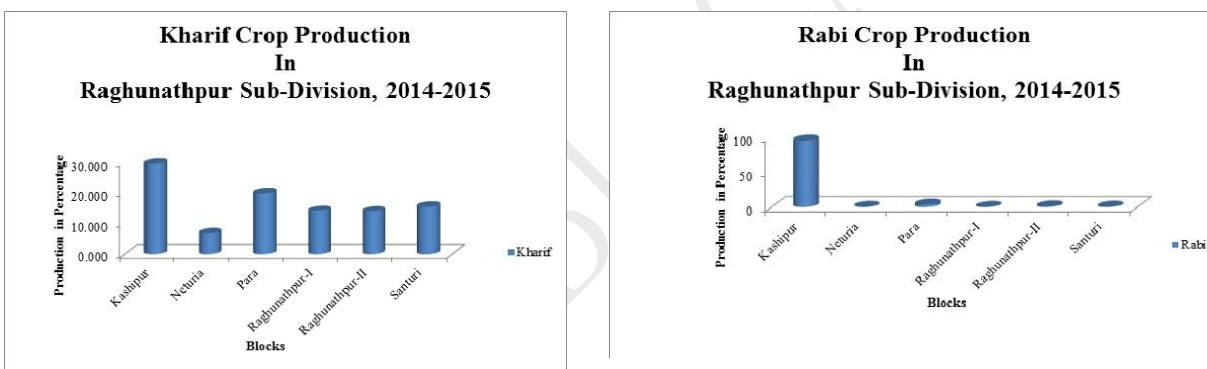 Kharif Crop Production
In
Raghunathpur Sub-Division, 2014-2015
Production in Percentage
30.000
20.000
10.000
0.000
Kashipur
Neturia
Para
Raghunathpur-I
Raghunathpur-II
Santuri
Blocks
Kharif
Rabi Crop Production
In
Raghunathpur Sub-Division, 2014-2015
Production in Percentage
100
50
0
Kashipur
Neturia
Para
Raghunathpur-I
Raghunathpur-II
Santuri
Blocks
Rabi